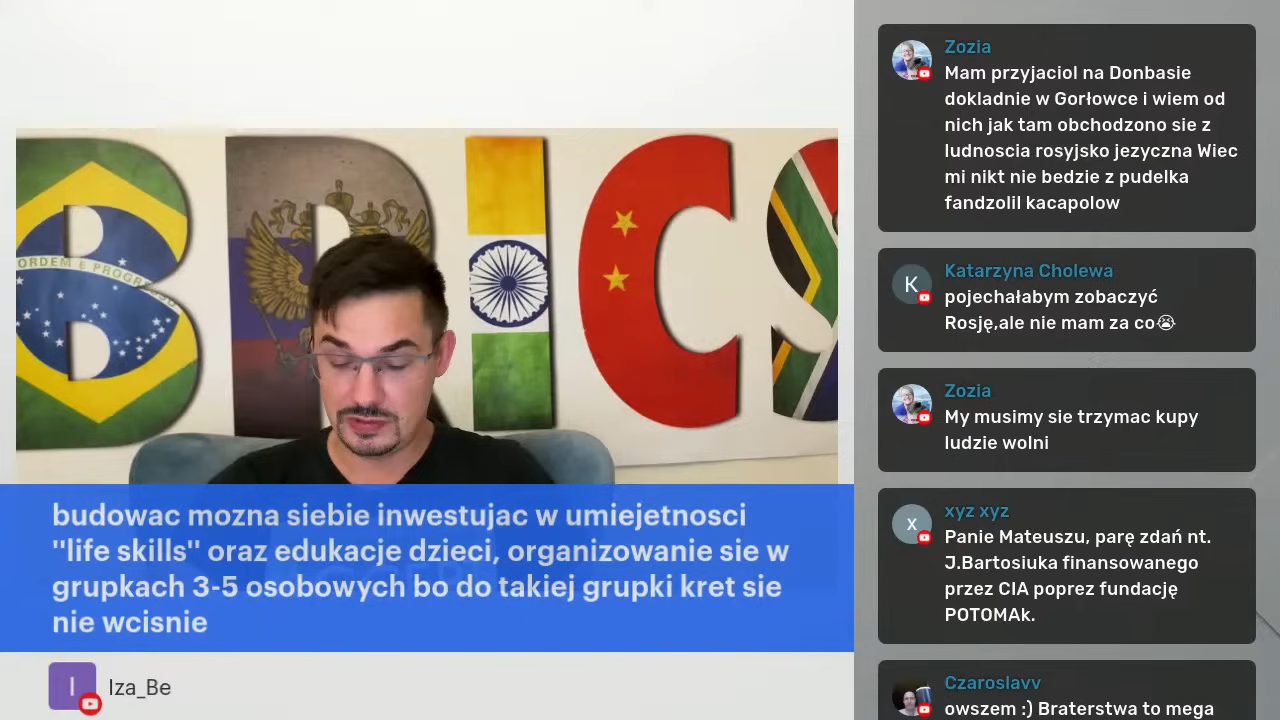 BRICS
ORDEM E PROGR
budowac mozna siebie inwestujac w umiejetnosci
"life skills" oraz edukacje dzieci, organizowanie sie w
grupkach 3-5 osobowych bo do takiej grupki kret sie
nie wcisnie
I
Iza_Be
Zozia
Mam przyjaciol na Donbasie
dokladnie w Gorłowce i wiem od
nich jak tam obchodzono sie z
ludnoscia rosyjsko jezyczna Wiec
mi nikt nie bedzie z pudelka
fandzolil kacapolow
K
Katarzyna Cholewa
pojechałabym zobaczyć
Rosję,ale nie mam za co😭
Zozia
My musimy sie trzymac kupy
ludzie wolni
x
xyz xyz
Panie Mateuszu, parę zdań nt.
J.Bartosiuka finansowanego
przez CIA poprez fundację
POTOMAk.
Czaroslavv
owszem :) Braterstwa to mega